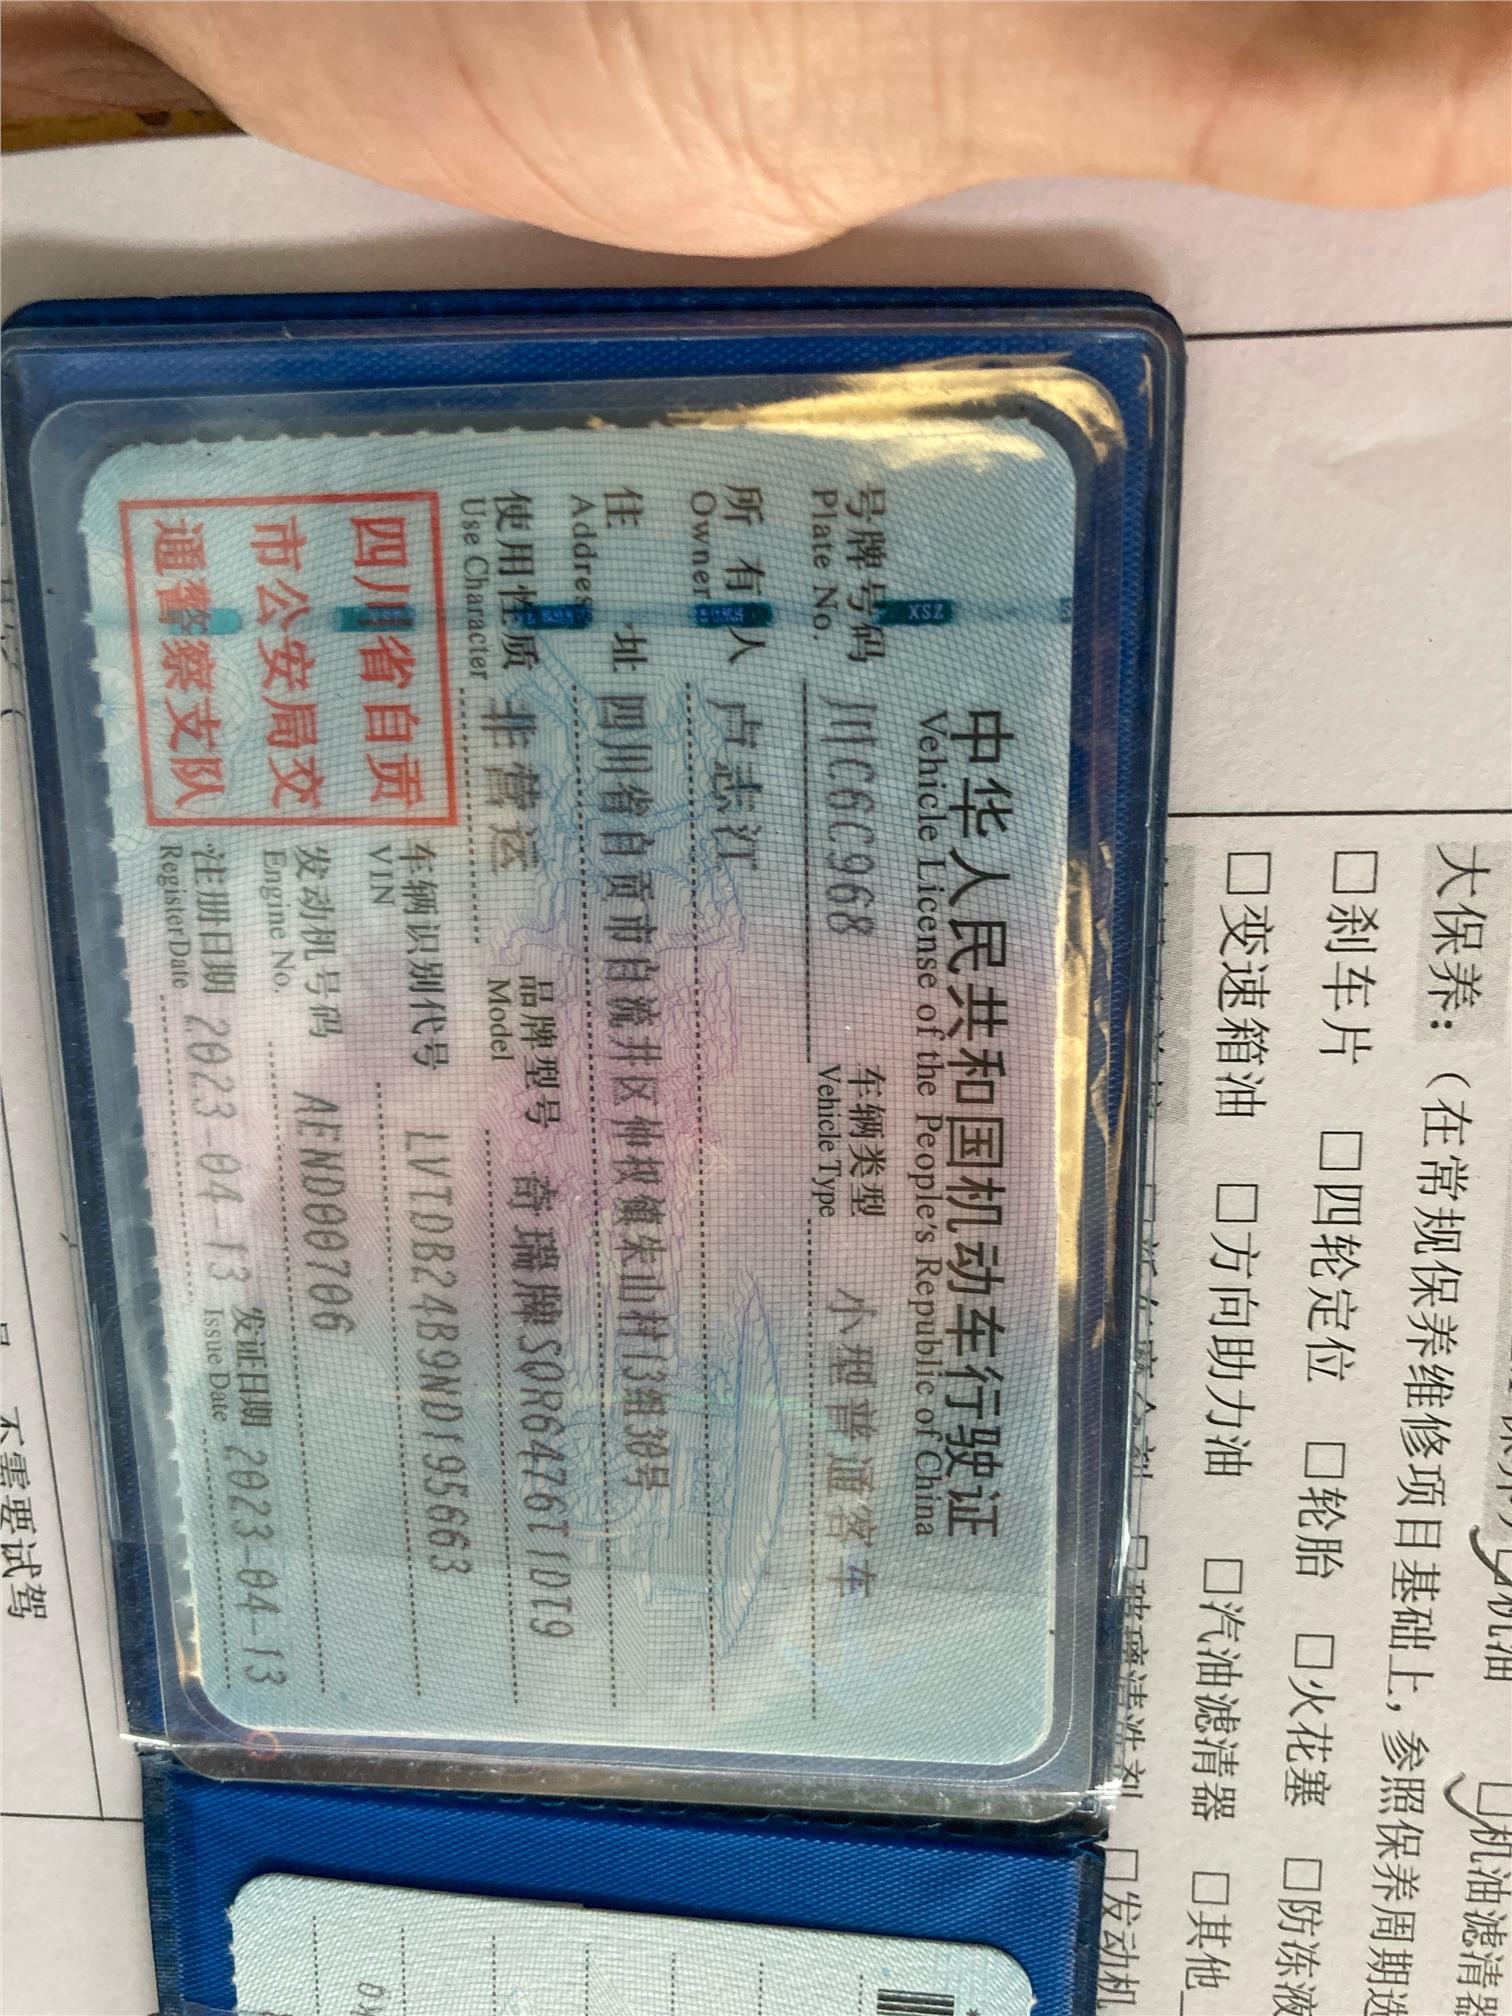 中华人民共和国机动车行驶证
Vehicle License of the People's Republic of China
号牌号码 川C6C968 车辆类型 小型普通客车
Plate No. Vehicle Type
所有人 卢志江
Owner
住址 四川省自贡市自流井区仲权镇朱山村13组30号
Address
使用性质 非营运 品牌型号 奇瑞牌SQR6476T1DT9
Use Character Model
四川省自贡
市公安局交
通警察支队
车辆识别代号 LVTDB24B9ND195663
VIN
发动机号码 AEND00706
Engine No.
注册日期 2023-04-13 发证日期 2023-04-13
Register Date Issue Date
大保养：（在常规保养维修项目基础上，参照保养周期选
□刹车片 □四轮定位 □轮胎 □火花塞 □防冻液
□变速箱油 □方向助力油 □汽油滤清器 □其他
□发动机
□机油滤清器
机油
不需要试驾